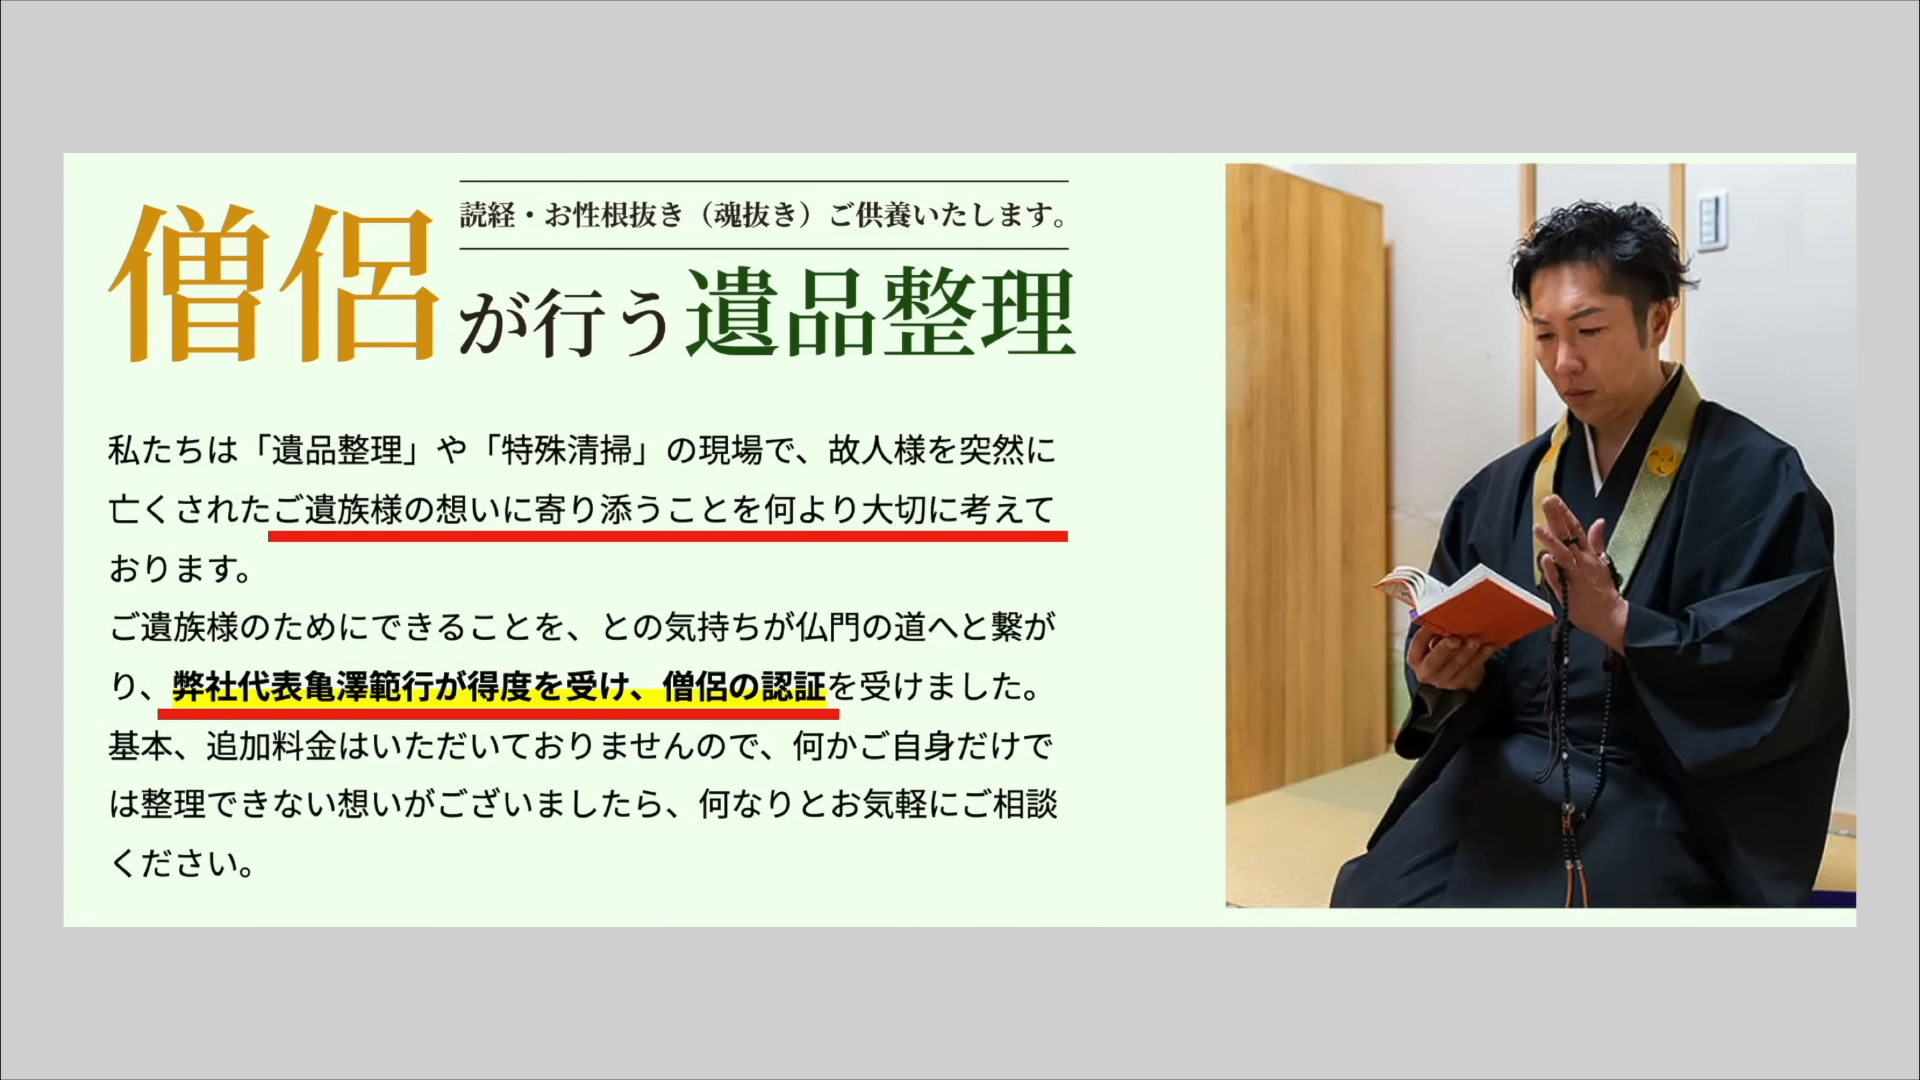 読経・お性根抜き（魂抜き）ご供養いたします。
僧侶が行う遺品整理
私たちは「遺品整理」や「特殊清掃」の現場で、故人様を突然に
亡くされたご遺族様の想いに寄り添うことを何より大切に考えて
おります。
ご遺族様のためにできることを、との気持ちが仏門の道へと繋が
り、弊社代表亀澤範行が得度を受け、僧侶の認証を受けました。
基本、追加料金はいただいておりませんので、何かご自身だけで
は整理できない想いがございましたら、何なりとお気軽にご相談
ください。